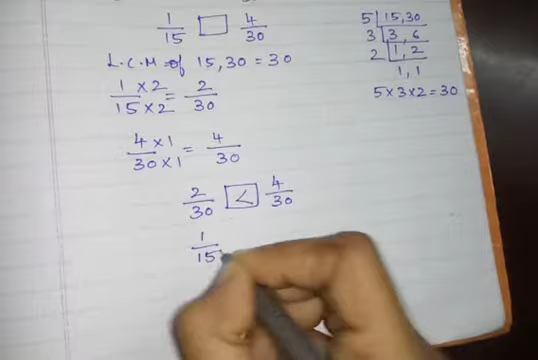 1/15 □ 4/30
L.C.M of 15, 30 = 30
1×2/15×2 = 2/30
4×1/30×1 = 4/30
2/30 < 4/30
1/15
5 | 15, 30
3 | 3, 6
2 | 1, 2
1, 1
5×3×2=30